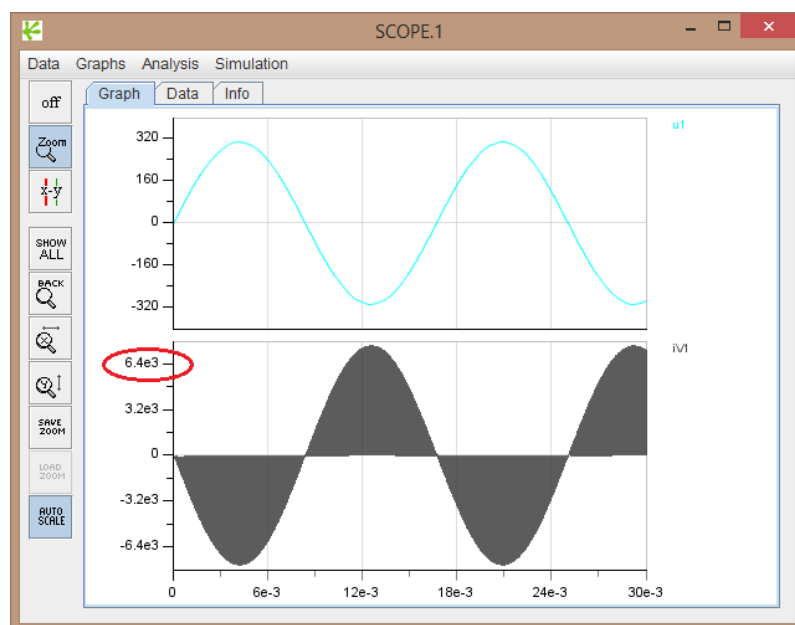 SCOPE.1
Data Graphs Analysis Simulation
off
Zoom
x-y
SHOW
ALL
BACK
X
Y
SAVE
ZOOM
LOAD
ZOOM
AUTO
SCALE
Graph Data Info
320
160
0
-160
-320
u1
6.4e3
3.2e3
0
-3.2e3
-6.4e3
iV1
0 6e-3 12e-3 18e-3 24e-3 30e-3